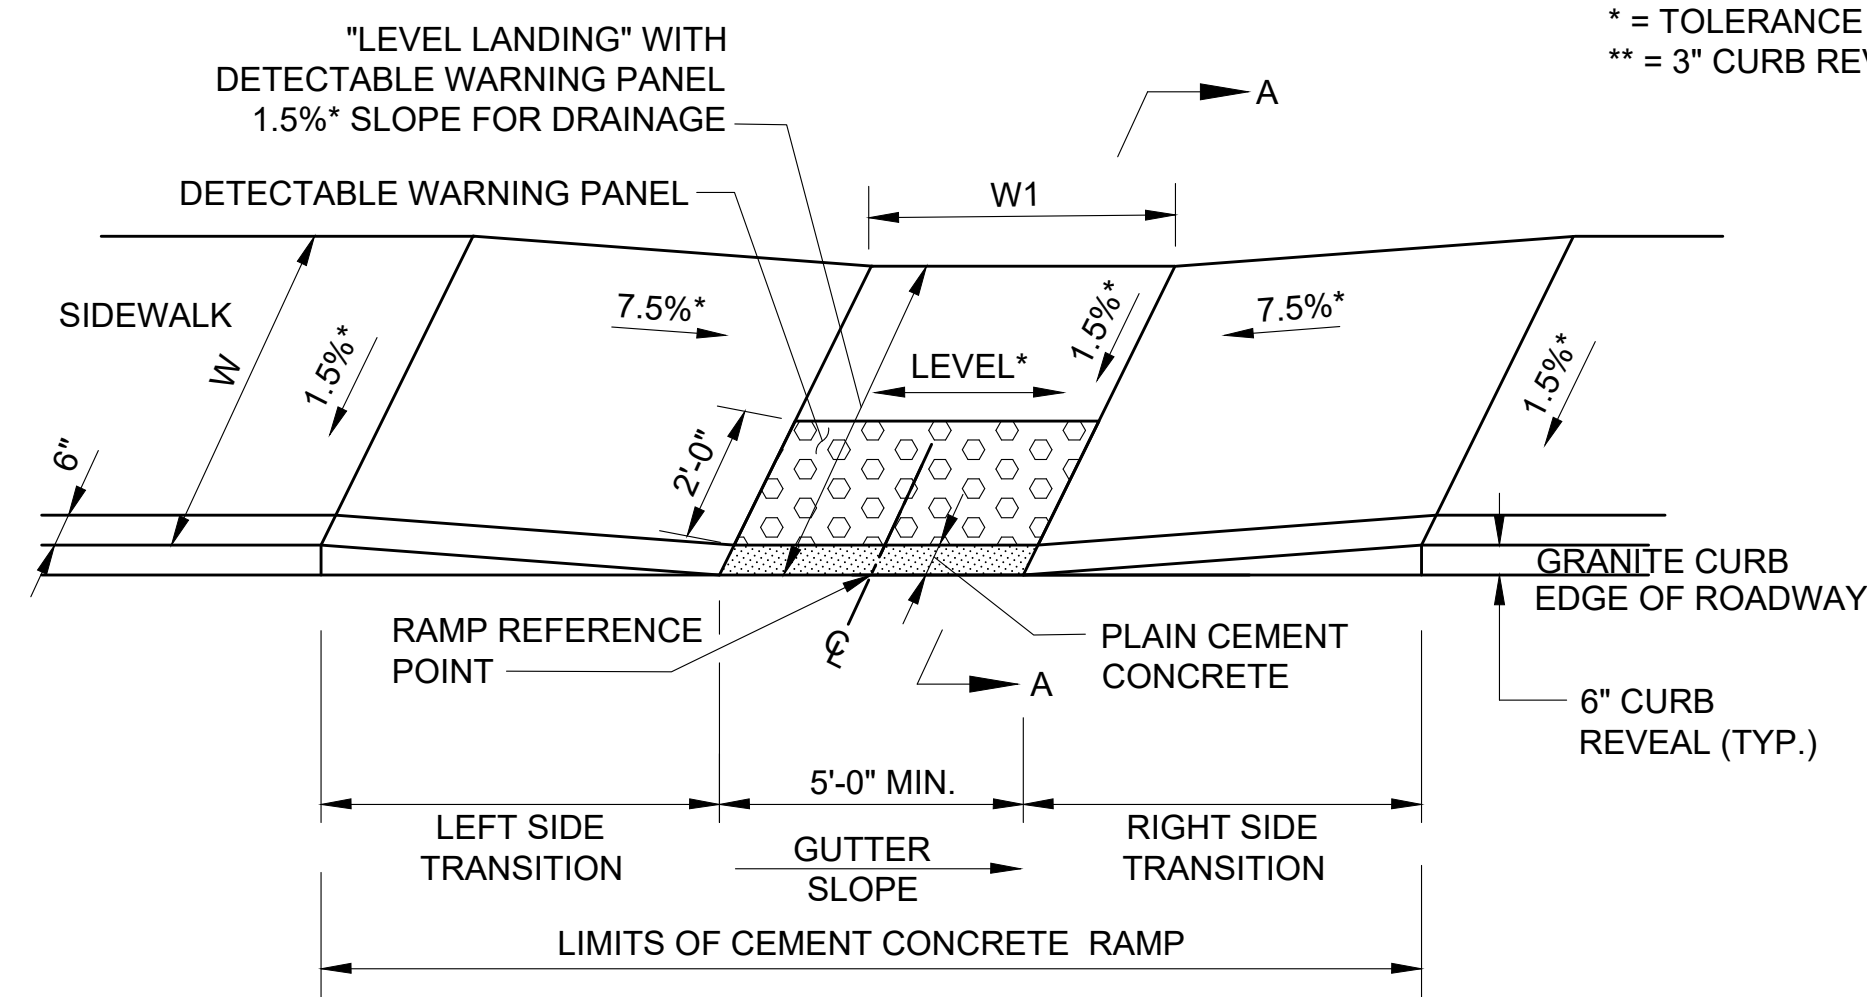 * = TOLERANCE
** = 3" CURB REV
"LEVEL LANDING" WITH
DETECTABLE WARNING PANEL
1.5%* SLOPE FOR DRAINAGE
A
DETECTABLE WARNING PANEL
W1
SIDEWALK
7.5%*
1.5%*
7.5%*
W
1.5%*
LEVEL*
1.5%*
6"
2'-0"
GRANITE CURB
EDGE OF ROADWAY
RAMP REFERENCE
POINT
℄
PLAIN CEMENT
CONCRETE
A
6" CURB
REVEAL (TYP.)
5'-0" MIN.
LEFT SIDE
TRANSITION
GUTTER
SLOPE
RIGHT SIDE
TRANSITION
LIMITS OF CEMENT CONCRETE RAMP